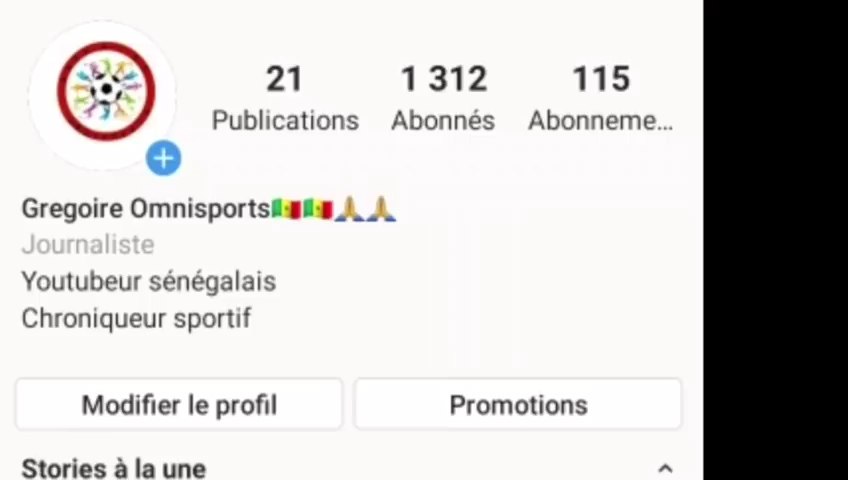 21 1 312 115
Publications Abonnés Abonneme...
Gregoire Omnisports🇸🇳🇸🇳🙏🙏
Journaliste
Youtubeur sénégalais
Chroniqueur sportif
Modifier le profil Promotions
Stories à la une